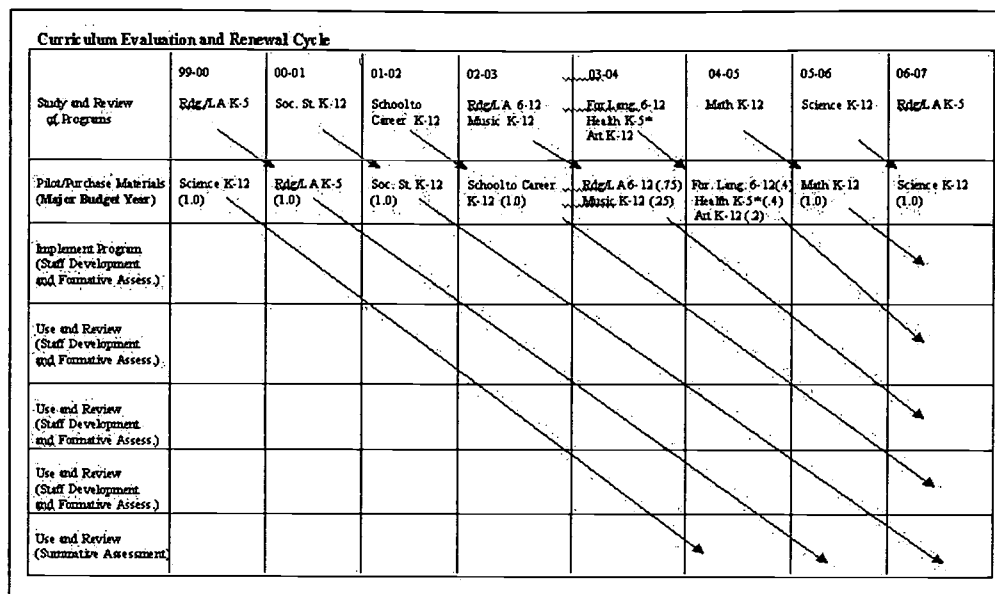 Curriculum Evaluation and Renewal Cycle
99-00 00-01 01-02 02-03 03-04 04-05 05-06 06-07
Study and Review
of Programs
Rdg/LA K-5
Soc. St. K-12
School to
Career K-12
Rdg/LA 6-12
Music K-12
For. Lang. 6-12
Health K-5**
Art K-12
Math K-12
Science K-12
Rdg/LA K-5
Pilot/Purchase Materials
(Major Budget Year)
Science K-12
(1.0)
Rdg/LA K-5
(1.0)
Soc. St. K-12
(1.0)
School to Career
K-12 (1.0)
Rdg/LA 6-12 (.75)
Music K-12 (.25)
For. Lang. 6-12(.4)
Health K-5**(.4)
Art K-12 (.2)
Math K-12
(1.0)
Science K-12
(1.0)
Implement Program
(Staff Development
and Formative Assess.)
Use and Review
(Staff Development
and Formative Assess.)
Use and Review
(Staff Development
and Formative Assess.)
Use and Review
(Staff Development
and Formative Assess.)
Use and Review
(Summative Assessment)